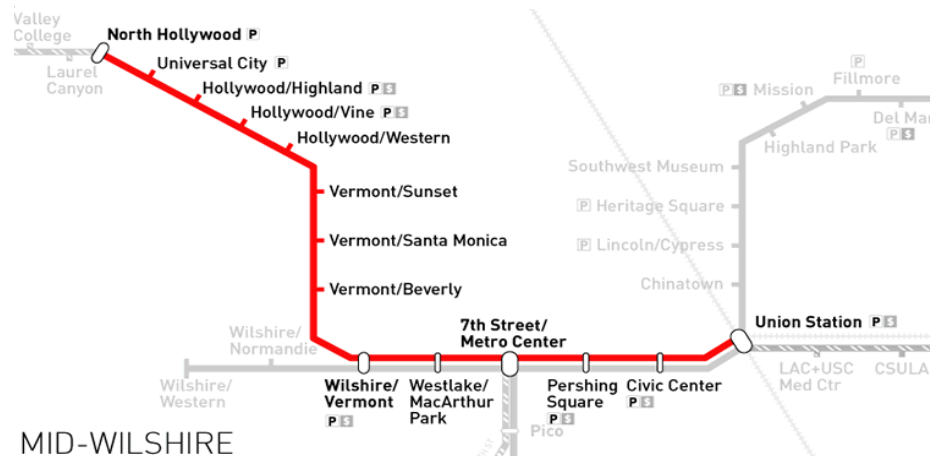 Valley
College
Laurel
Canyon
North Hollywood P
Universal City P
Hollywood/Highland P $
Hollywood/Vine P $
Hollywood/Western
Vermont/Sunset
Vermont/Santa Monica
Vermont/Beverly
Wilshire/
Normandie
Wilshire/
Western
Wilshire/
Vermont
P $
Westlake/
MacArthur
Park
7th Street/
Metro Center
Pershing
Square
P $
Civic Center
P $
Pico
Union Station P $
LAC+USC
Med Ctr
CSULA
Chinatown
P Lincoln/Cypress
P Heritage Square
Southwest Museum
Highland Park
P $ Mission
P
Fillmore
Del Mar
P $
MID-WILSHIRE